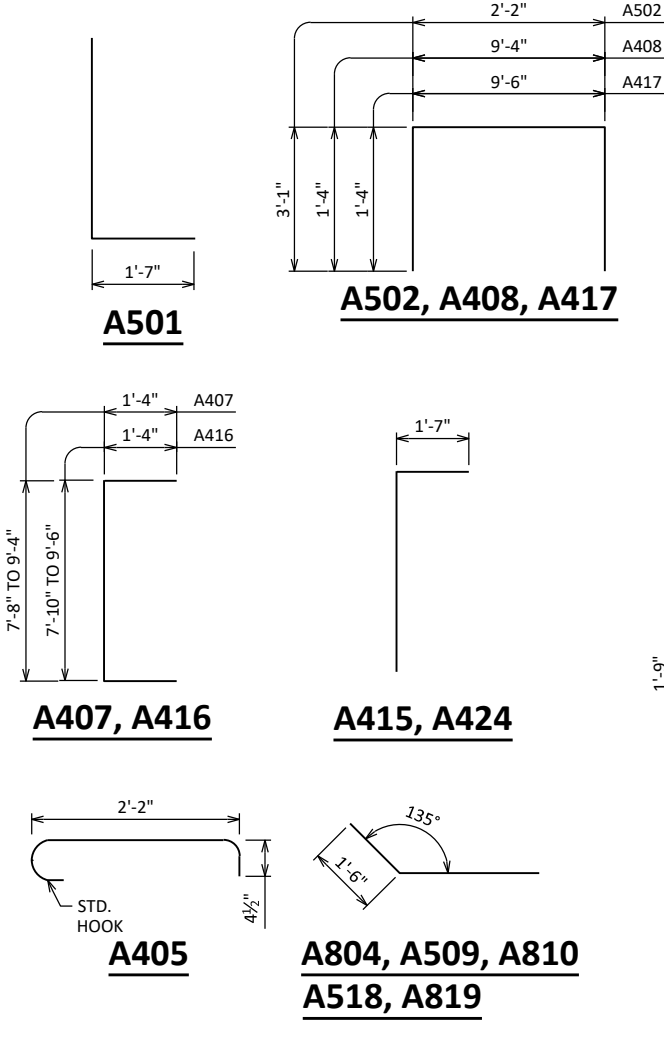 2'-2" A502
9'-4" A408
9'-6" A417
3'-1"
1'-4"
1'-4"
1'-7"
A501
A502, A408, A417
1'-4" A407
1'-4" A416
7'-8" TO 9'-4"
7'-10" TO 9'-6"
1'-7"
1'-9"
A407, A416
A415, A424
2'-2"
4½"
STD.
HOOK
A405
135°
1'-6"
A804, A509, A810
A518, A819